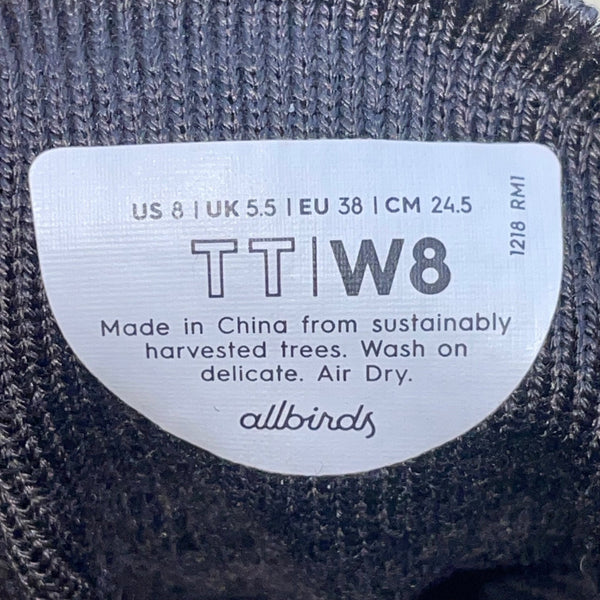 US 8 | UK 5.5 | EU 38 | CM 24.5
TT|W8
Made in China from sustainably
harvested trees. Wash on
delicate. Air Dry.
allbirds
1218 RM1